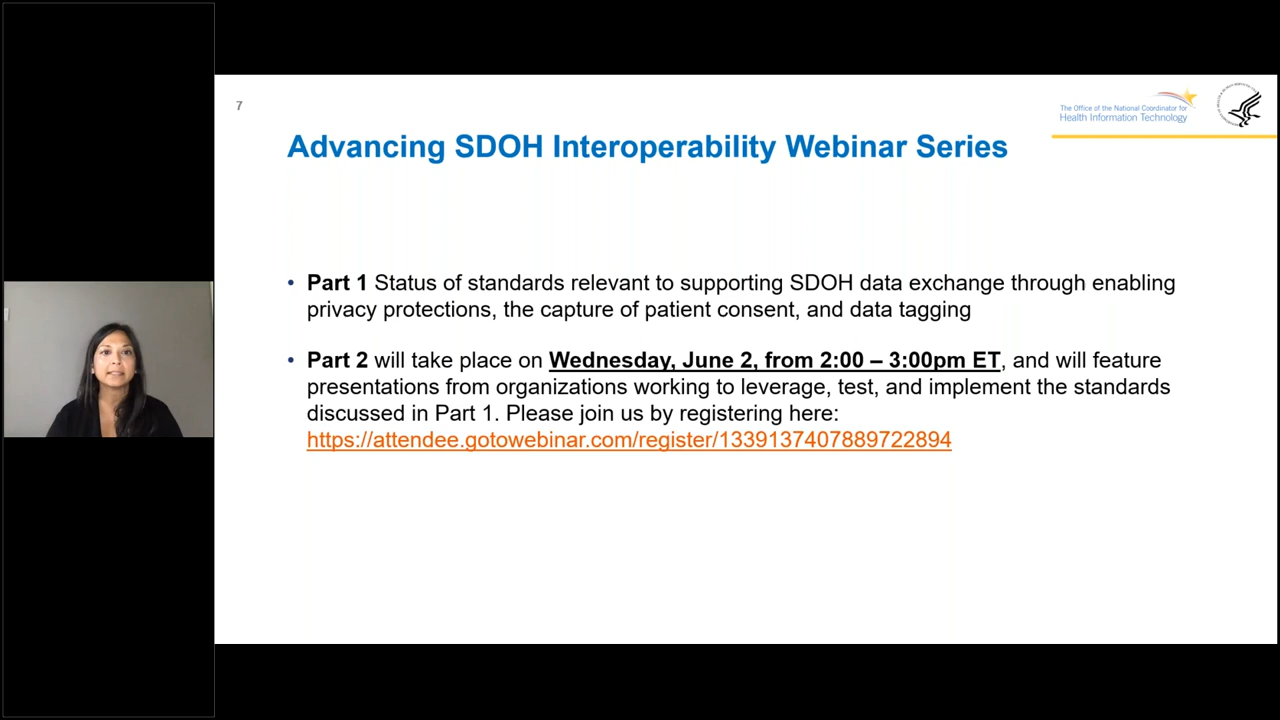 7
The Office of the National Coordinator for
Health Information Technology
Advancing SDOH Interoperability Webinar Series
• Part 1 Status of standards relevant to supporting SDOH data exchange through enabling
privacy protections, the capture of patient consent, and data tagging
• Part 2 will take place on Wednesday, June 2, from 2:00 – 3:00pm ET, and will feature
presentations from organizations working to leverage, test, and implement the standards
discussed in Part 1. Please join us by registering here:
https://attendee.gotowebinar.com/register/1339137407889722894